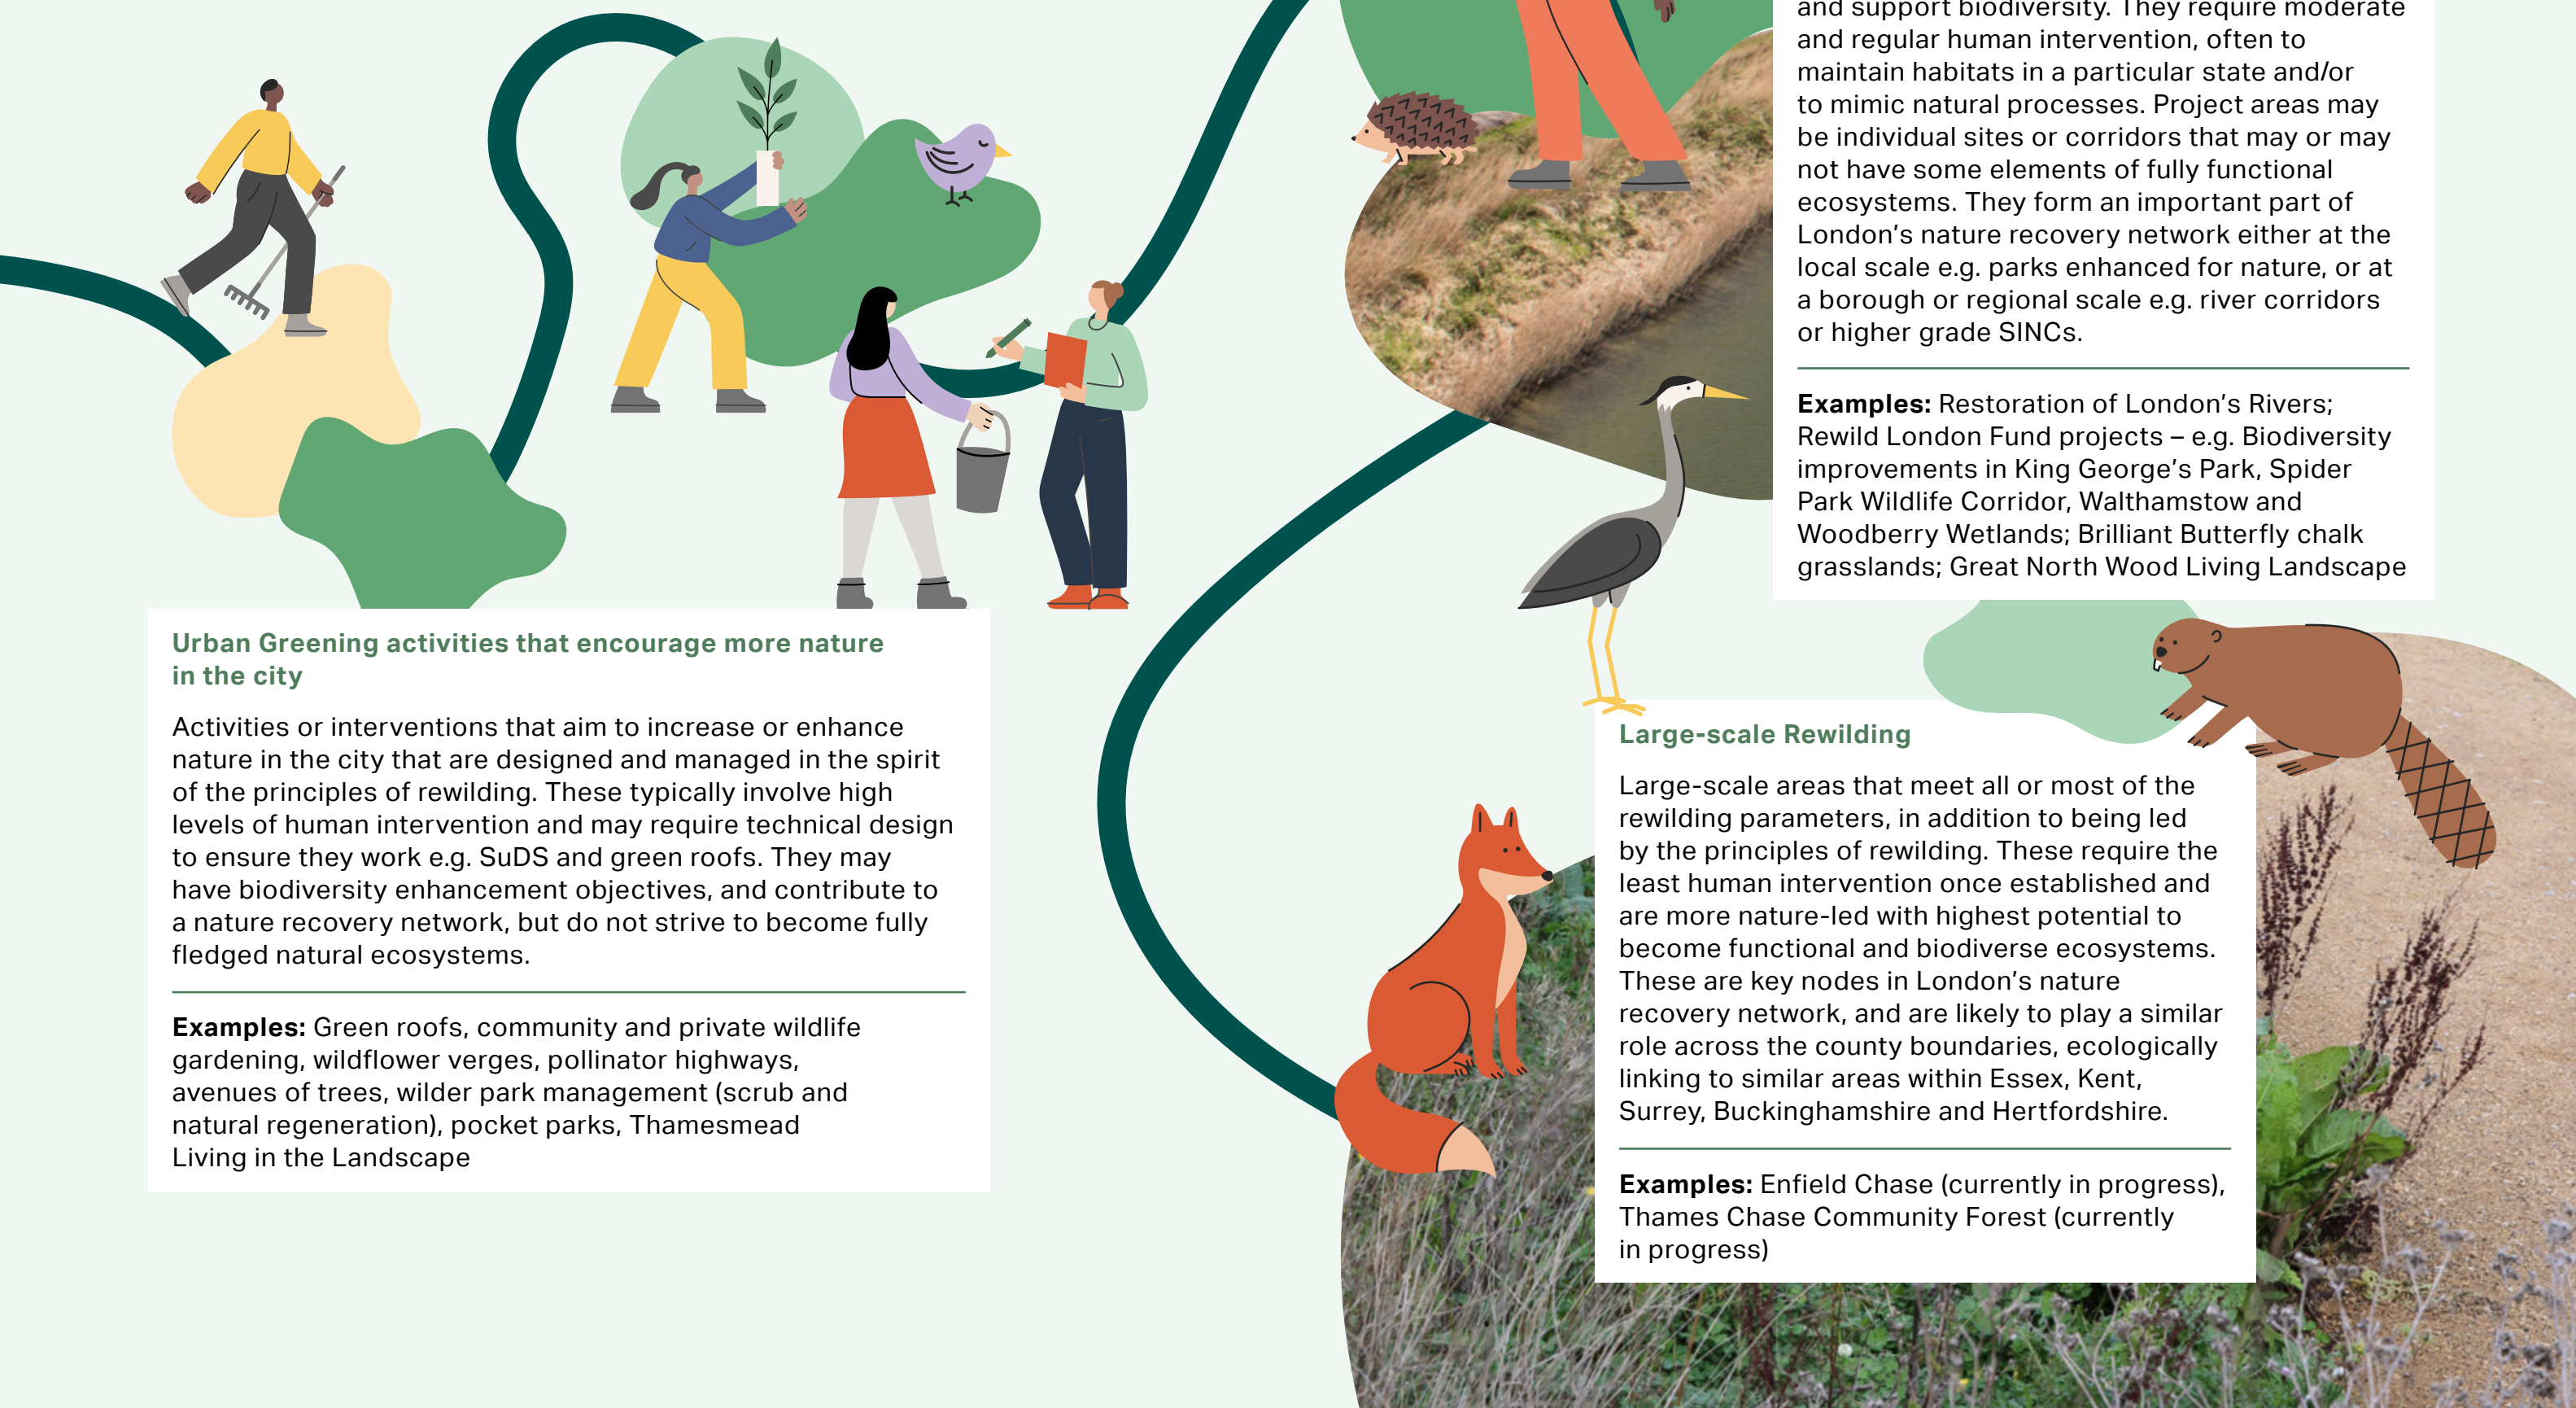 and support biodiversity. They require moderate
and regular human intervention, often to
maintain habitats in a particular state and/or
to mimic natural processes. Project areas may
be individual sites or corridors that may or may
not have some elements of fully functional
ecosystems. They form an important part of
London’s nature recovery network either at the
local scale e.g. parks enhanced for nature, or at
a borough or regional scale e.g. river corridors
or higher grade SINCs.
Examples: Restoration of London’s Rivers;
Rewild London Fund projects – e.g. Biodiversity
improvements in King George’s Park, Spider
Park Wildlife Corridor, Walthamstow and
Woodberry Wetlands; Brilliant Butterfly chalk
grasslands; Great North Wood Living Landscape
Urban Greening activities that encourage more nature
in the city
Activities or interventions that aim to increase or enhance
nature in the city that are designed and managed in the spirit
of the principles of rewilding. These typically involve high
levels of human intervention and may require technical design
to ensure they work e.g. SuDS and green roofs. They may
have biodiversity enhancement objectives, and contribute to
a nature recovery network, but do not strive to become fully
fledged natural ecosystems.
Examples: Green roofs, community and private wildlife
gardening, wildflower verges, pollinator highways,
avenues of trees, wilder park management (scrub and
natural regeneration), pocket parks, Thamesmead
Living in the Landscape
Large-scale Rewilding
Large-scale areas that meet all or most of the
rewilding parameters, in addition to being led
by the principles of rewilding. These require the
least human intervention once established and
are more nature-led with highest potential to
become functional and biodiverse ecosystems.
These are key nodes in London’s nature
recovery network, and are likely to play a similar
role across the county boundaries, ecologically
linking to similar areas within Essex, Kent,
Surrey, Buckinghamshire and Hertfordshire.
Examples: Enfield Chase (currently in progress),
Thames Chase Community Forest (currently
in progress)